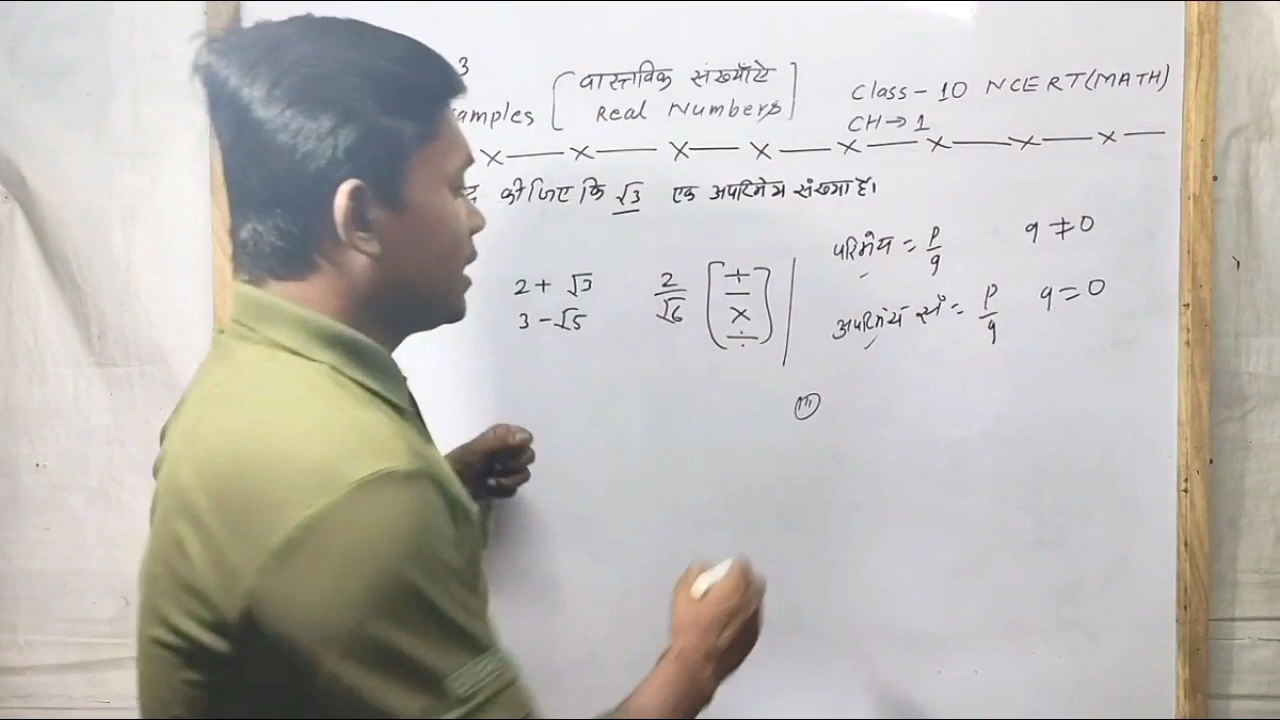 3
amples [ वास्तविक संख्याँऐ
Real Numbers ]
Class - 10 NCERT (MATH)
CH → 1
कीजिए कि √3 एक अपरिमेय संख्या है।
2 + √3
3 - √5
2/√6 [ + - × ÷ ]
परिमेय = p/q q ≠ 0
अपरिमेय सं = p/q q = 0